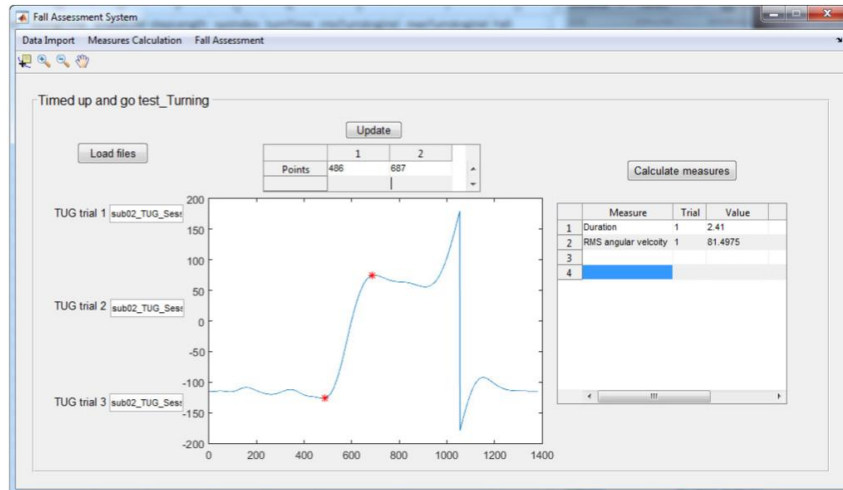 Fall Assessment System
Data Import Measures Calculation Fall Assessment
Timed up and go test_Turning
Update
Load files
1 2
Points 486 687
Calculate measures
TUG trial 1 sub02_TUG_Sess
TUG trial 2 sub02_TUG_Sess
TUG trial 3 sub02_TUG_Sess
Measure Trial Value
1 Duration 1 2.41
2 RMS angular velcoity 1 81.4975
3
4
200
150
100
50
0
-50
-100
-150
-200
0 200 400 600 800 1000 1200 1400